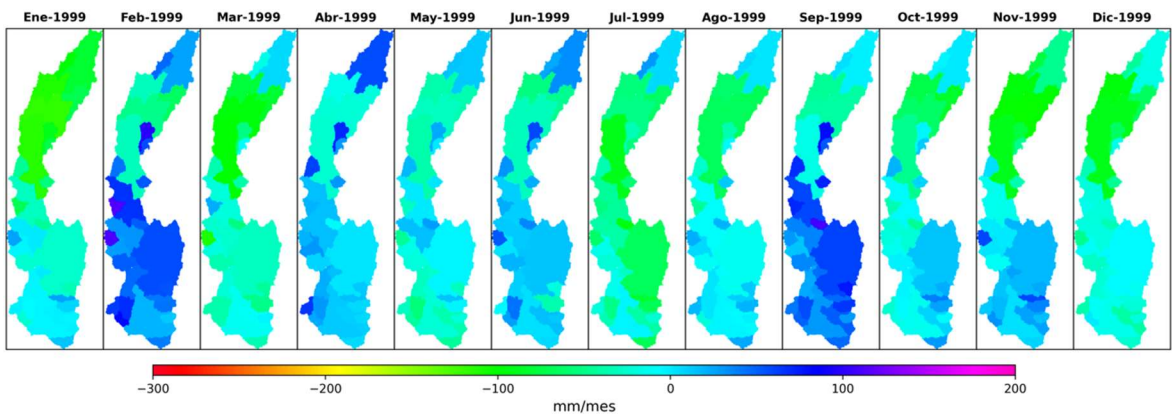 Ene-1999 Feb-1999 Mar-1999 Abr-1999 May-1999 Jun-1999 Jul-1999 Ago-1999 Sep-1999 Oct-1999 Nov-1999 Dic-1999
−300 −200 −100 0 100 200
mm/mes